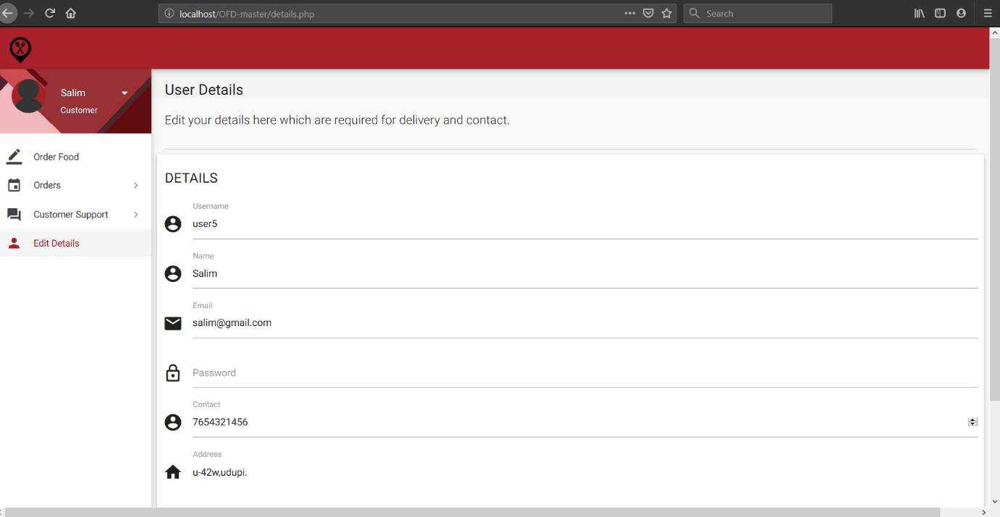 localhost/OFD-master/details.php
Search
Salim
Customer
Order Food
Orders
Customer Support
Edit Details
User Details
Edit your details here which are required for delivery and contact.
DETAILS
Username
user5
Name
Salim
Email
salim@gmail.com
Password
Contact
7654321456
Address
u-42w,udupi.